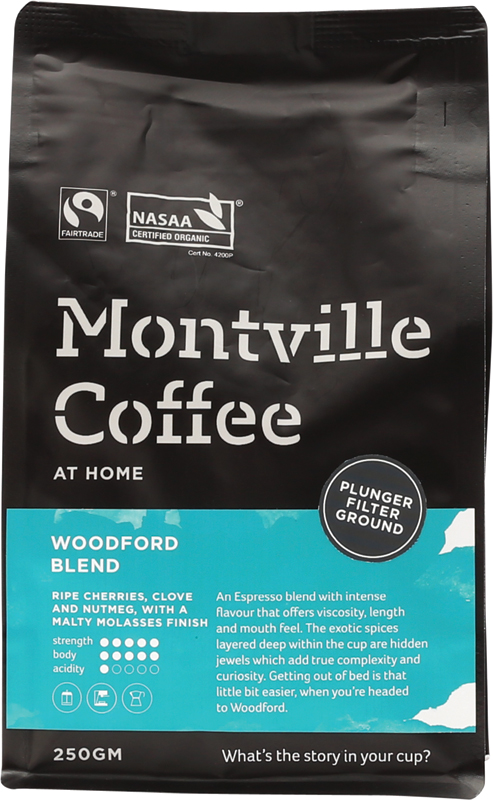 FAIRTRADE
®
NASAA
®
CERTIFIED ORGANIC
Cert No. 4200P
Montville
Coffee
AT HOME
PLUNGER
FILTER
GROUND
WOODFORD
BLEND
RIPE CHERRIES, CLOVE
AND NUTMEG, WITH A
MALTY MOLASSES FINISH
strength
body
acidity
An Espresso blend with intense
flavour that offers viscosity, length
and mouth feel. The exotic spices
layered deep within the cup are hidden
jewels which add true complexity and
curiosity. Getting out of bed is that
little bit easier, when you're headed
to Woodford.
250GM
What's the story in your cup?